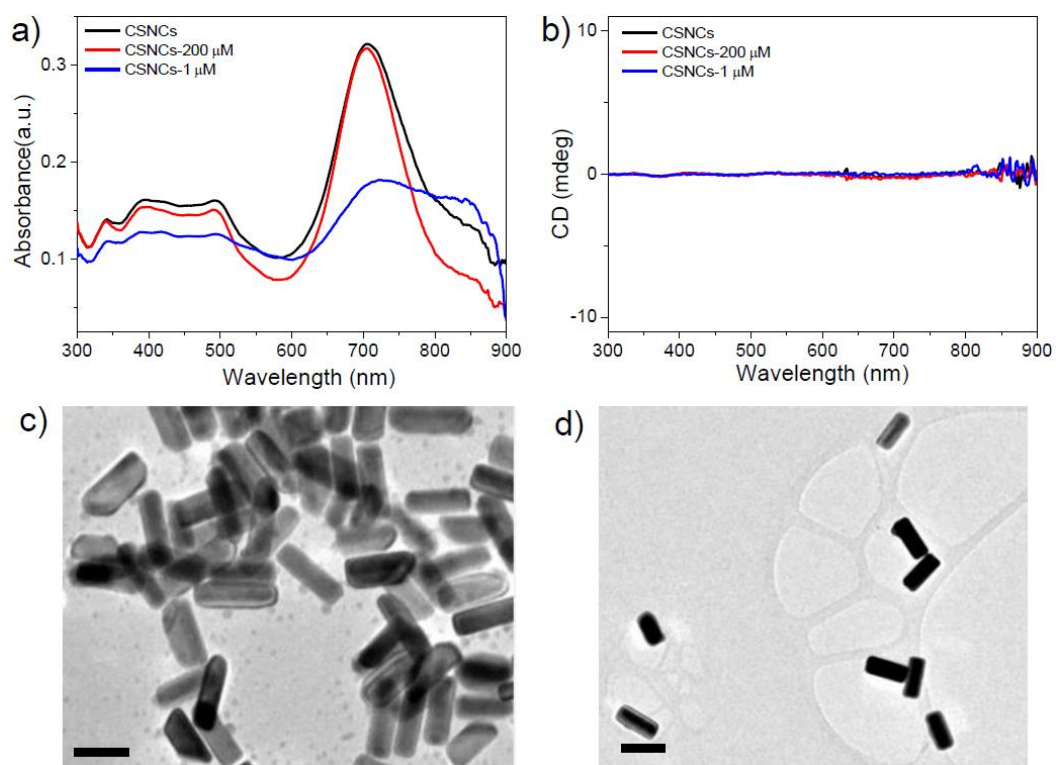 a)
CSNCs
CSNCs-200 μM
CSNCs-1 μM
0.3
0.2
0.1
Absorbance(a.u.)
300 400 500 600 700 800 900
Wavelength (nm)
b)
CSNCs
CSNCs-200 μM
CSNCs-1 μM
10
0
-10
CD (mdeg)
300 400 500 600 700 800 900
Wavelength (nm)
c)
d)